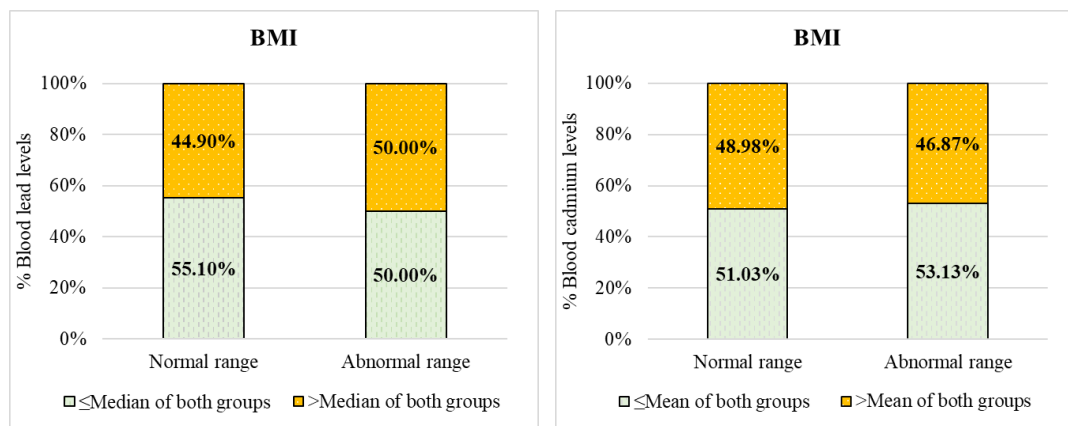 BMI
% Blood lead levels
100%
80%
60%
40%
20%
0%
44.90%
50.00%
55.10%
50.00%
Normal range
Abnormal range
≤Median of both groups
>Median of both groups
BMI
% Blood cadmium levels
100%
80%
60%
40%
20%
0%
48.98%
46.87%
51.03%
53.13%
Normal range
Abnormal range
≤Mean of both groups
>Mean of both groups